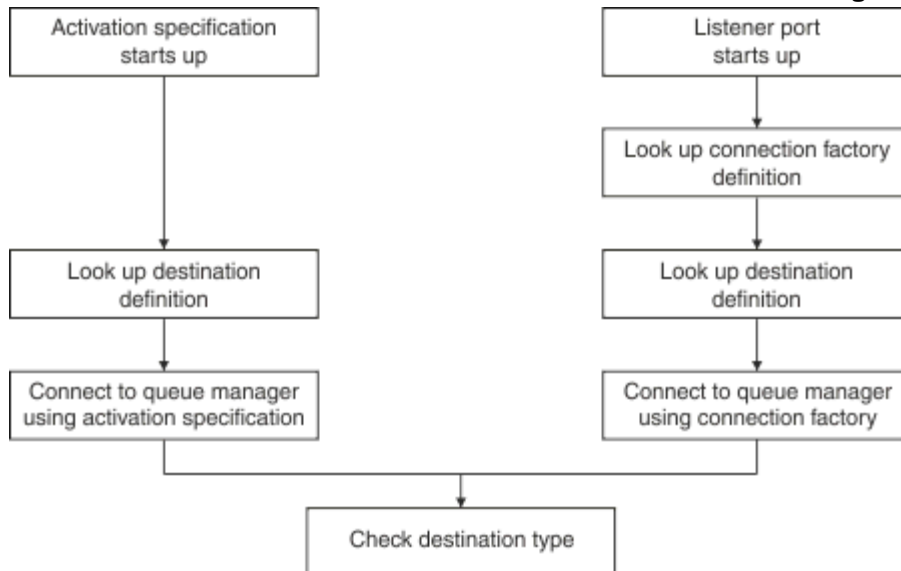 Activation specification
starts up
Listener port
starts up
Look up connection factory
definition
Look up destination
definition
Look up destination
definition
Connect to queue manager
using activation specification
Connect to queue manager
using connection factory
Check destination type